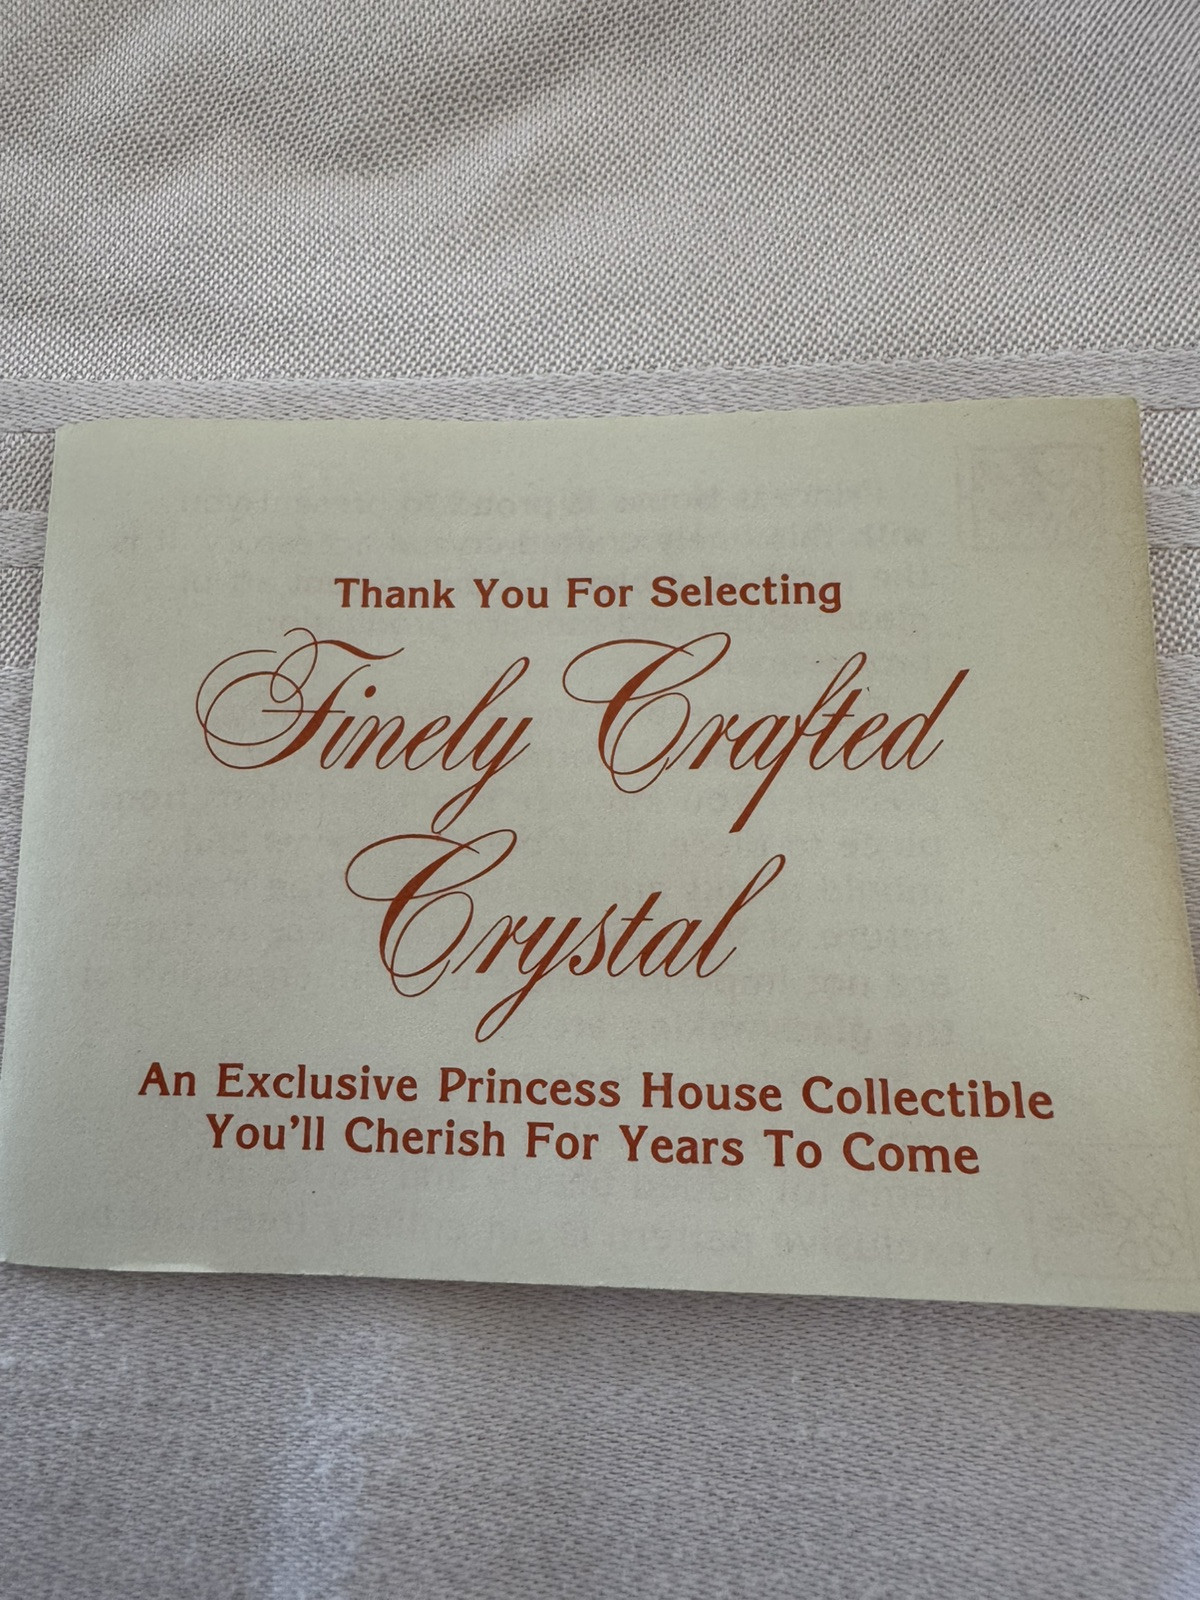 Thank You For Selecting
Finely Crafted
Crystal
An Exclusive Princess House Collectible
You'll Cherish For Years To Come